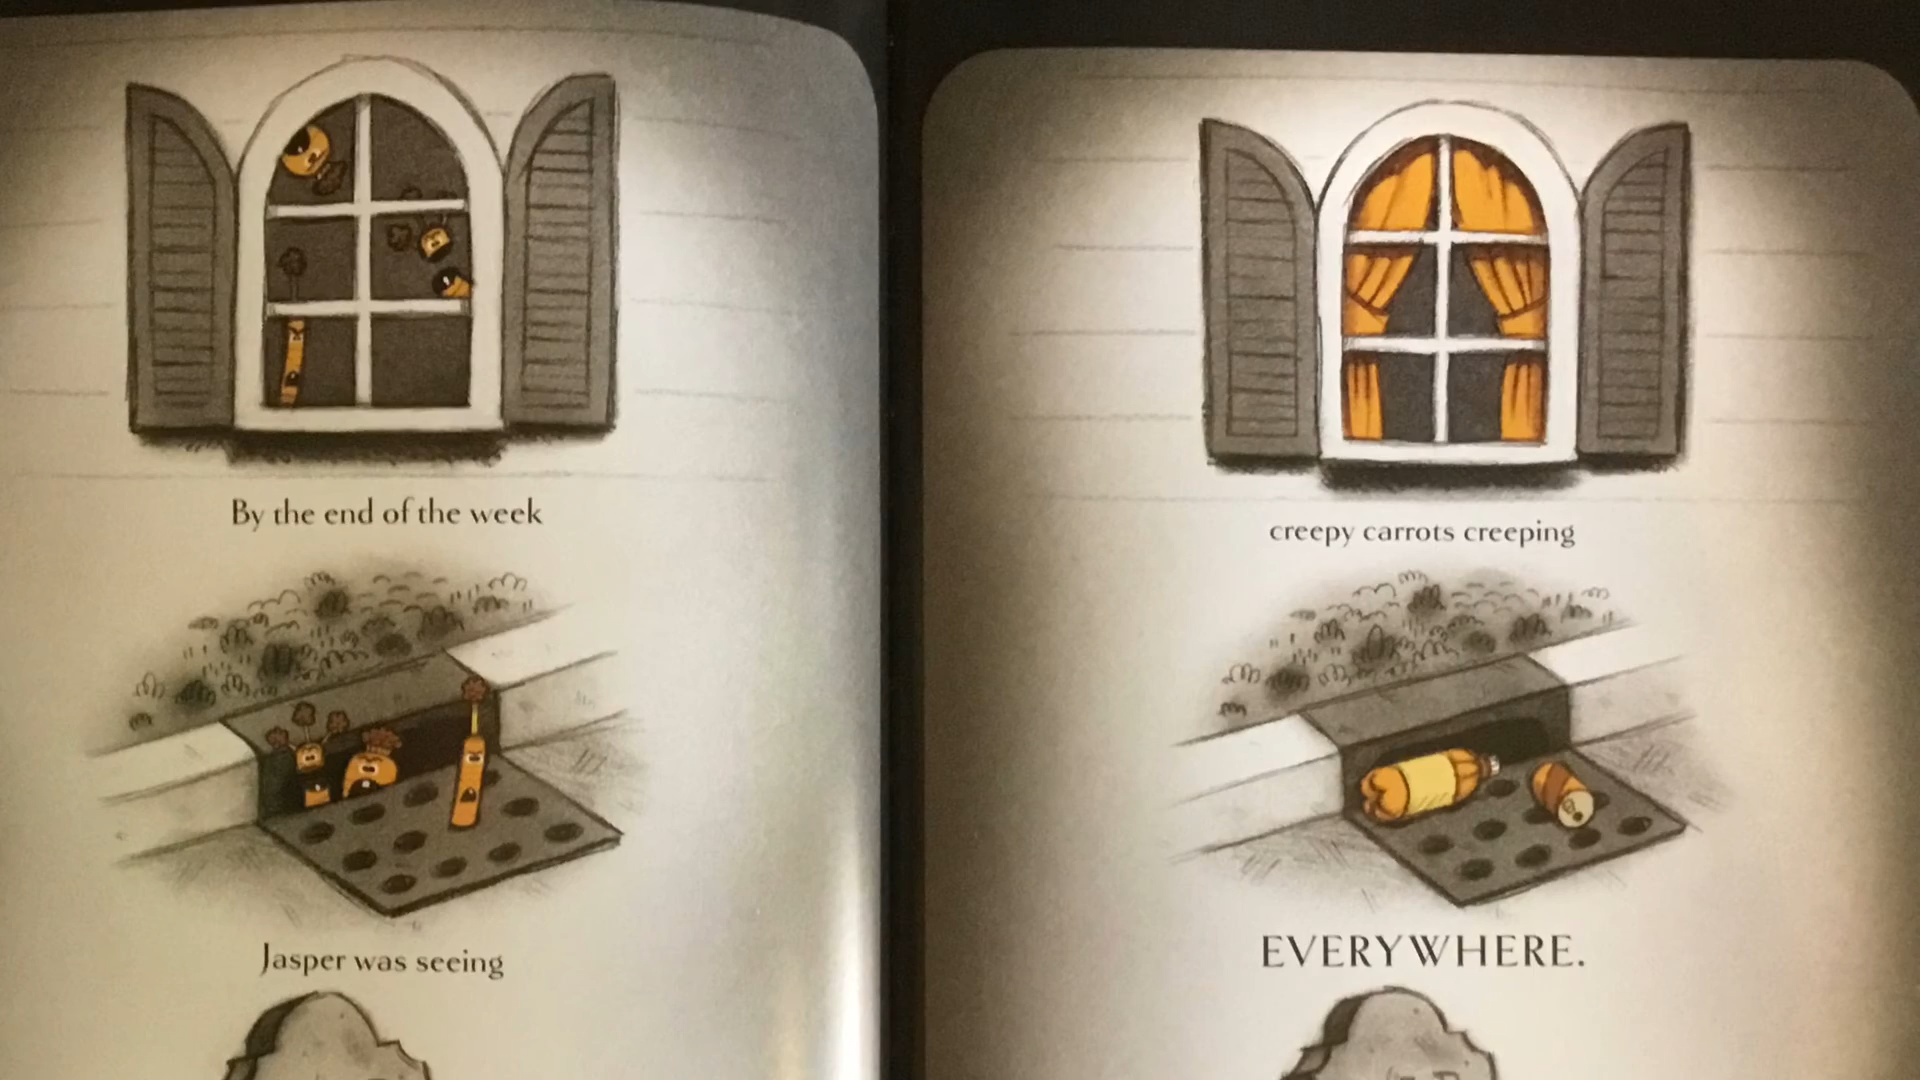 By the end of the week
Jasper was seeing
creepy carrots creeping
EVERYWHERE.